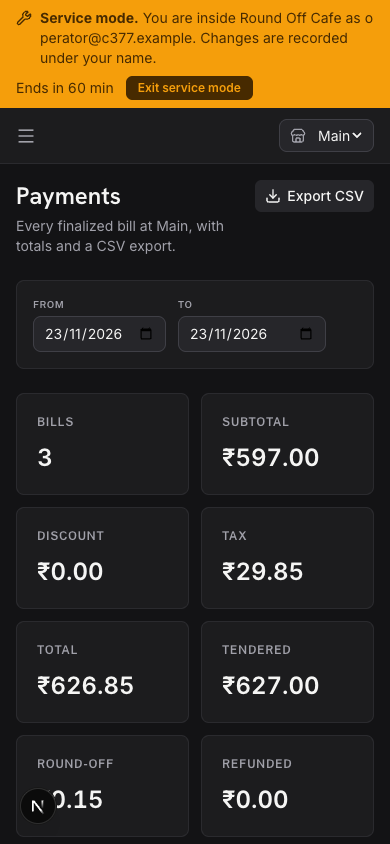 Service mode. You are inside Round Off Cafe as o
perator@c377.example. Changes are recorded
under your name.
Ends in 60 min Exit service mode
Main
Payments
Export CSV
Every finalized bill at Main, with
totals and a CSV export.
FROM TO
23/11/2026 23/11/2026
BILLS SUBTOTAL
3 ₹597.00
DISCOUNT TAX
₹0.00 ₹29.85
TOTAL TENDERED
₹626.85 ₹627.00
ROUND-OFF REFUNDED
N 0.15 ₹0.00